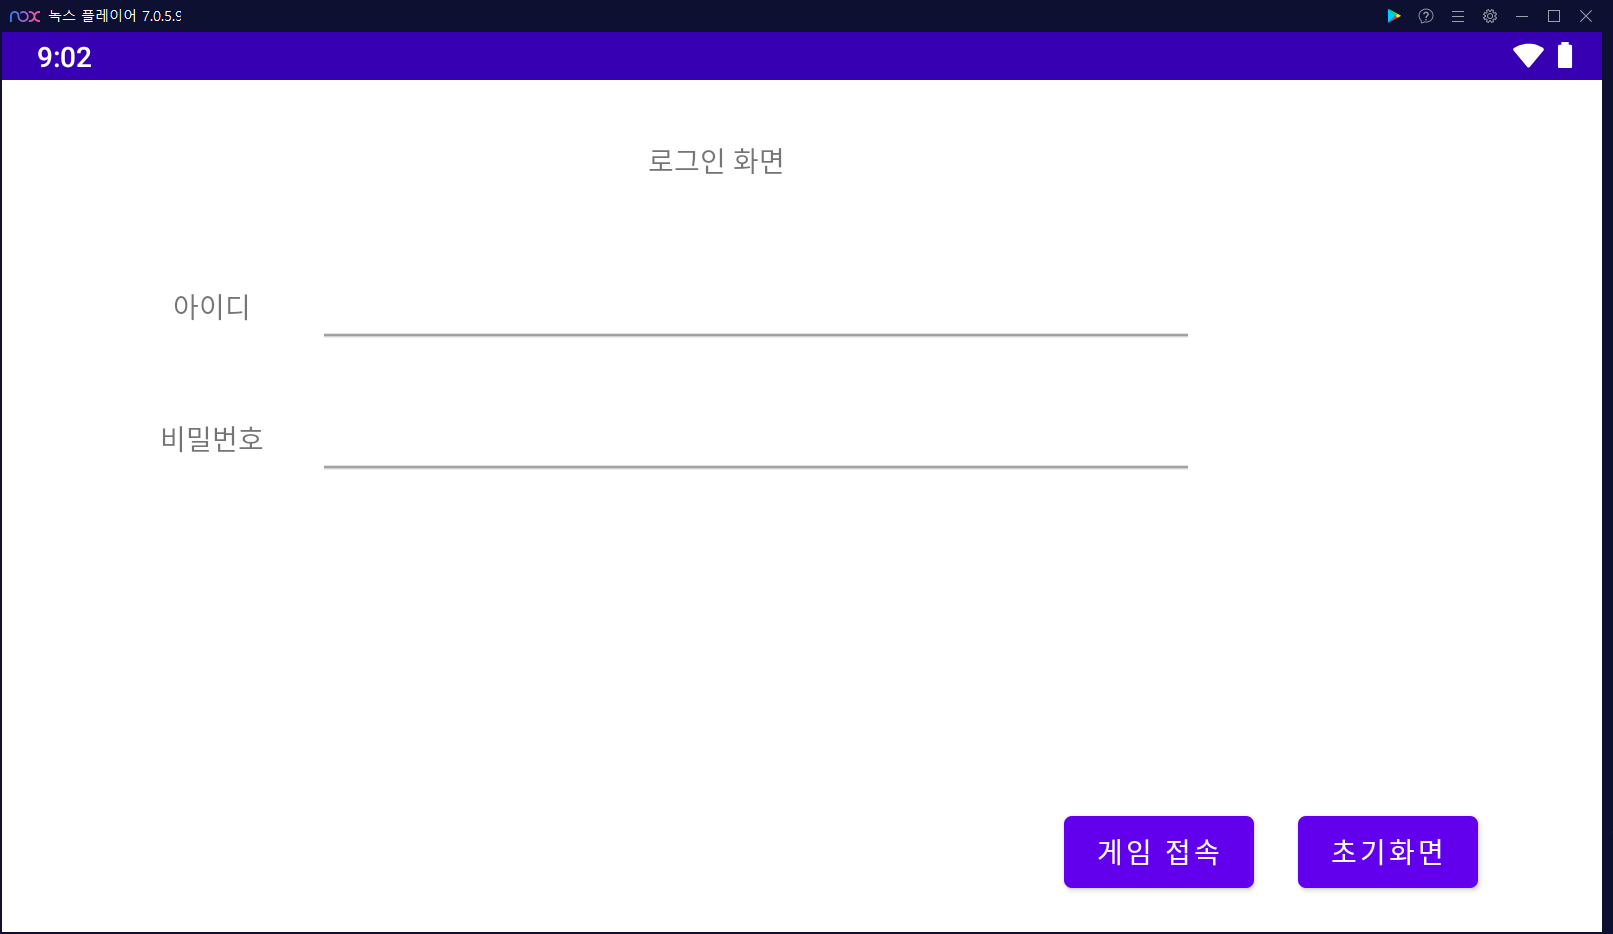 nox 녹스 플레이어 7.0.5.9
9:02
로그인 화면
아이디
비밀번호
게임 접속
초기화면